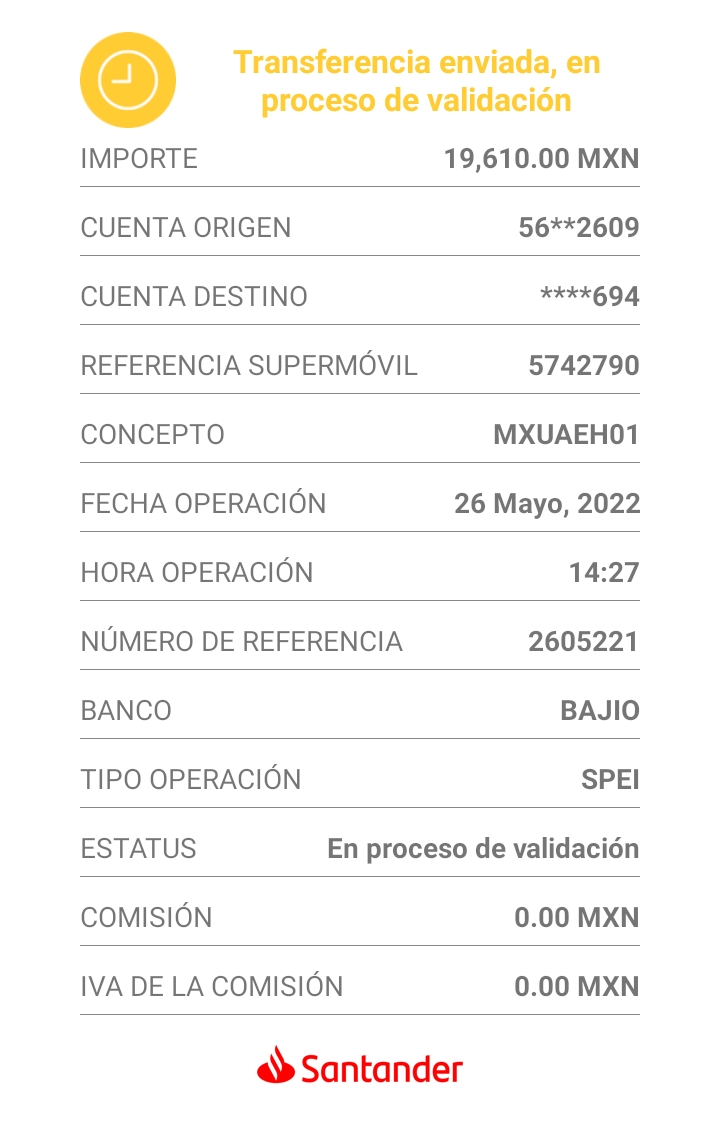 Transferencia enviada, en
proceso de validación
IMPORTE 19,610.00 MXN
CUENTA ORIGEN 56**2609
CUENTA DESTINO ****694
REFERENCIA SUPERMÓVIL 5742790
CONCEPTO MXUAEH01
FECHA OPERACIÓN 26 Mayo, 2022
HORA OPERACIÓN 14:27
NÚMERO DE REFERENCIA 2605221
BANCO BAJIO
TIPO OPERACIÓN SPEI
ESTATUS En proceso de validación
COMISIÓN 0.00 MXN
IVA DE LA COMISIÓN 0.00 MXN
Santander